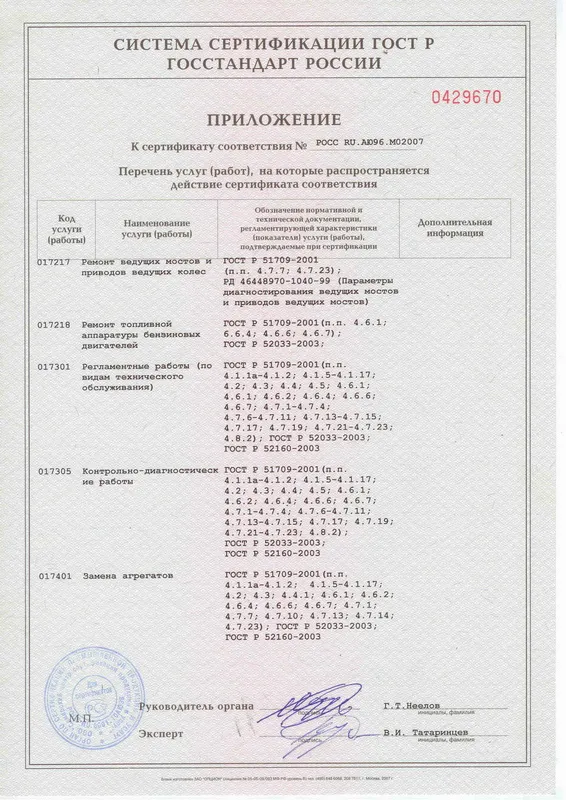 СИСТЕМА СЕРТИФИКАЦИИ ГОСТ Р
ГОССТАНДАРТ РОССИИ
0429670
ПРИЛОЖЕНИЕ
К сертификату соответствия № РОСС RU.АЮ96.М02007
Перечень услуг (работ), на которые распространяется
действие сертификата соответствия
Код
услуги
(работы)
Наименование
услуги (работы)
Обозначение нормативной и
технической документации,
регламентирующей характеристики
(показатели) услуги (работы),
подтверждаемые при сертификации
Дополнительная
информация
017217 Ремонт ведущих мостов и ГОСТ Р 51709-2001
приводов ведущих колес (п.п. 4.7.7; 4.7.23);
РД 46448970-1040-99 (Параметры
диагностирования ведущих мостов
и приводов ведущих мостов)
017218 Ремонт топливной ГОСТ Р 51709-2001(п.п. 4.6.1;
аппаратуры бензиновых 6.6.4; 4.6.6; 4.6.7);
двигателей ГОСТ Р 52033-2003;
017301 Регламентные работы (по ГОСТ Р 51709-2001(п.п.
видам технического 4.1.1а-4.1.2; 4.1.5-4.1.17;
обслуживания) 4.2; 4.3; 4.4; 4.5; 4.6.1;
4.6.1; 4.6.2; 4.6.4; 4.6.6;
4.6.7; 4.7.1-4.7.4;
4.7.6-4.7.11; 4.7.13-4.7.15;
4.7.17; 4.7.19; 4.7.21-4.7.23;
4.8.2); ГОСТ Р 52033-2003;
ГОСТ Р 52160-2003
017305 Контрольно-диагностическ ГОСТ Р 51709-2001(п.п.
ие работы 4.1.1а-4.1.2; 4.1.5-4.1.17;
4.2; 4.3; 4.4; 4.5; 4.6.1;
4.6.2; 4.6.4; 4.6.6; 4.6.7;
4.7.1-4.7.4; 4.7.6-4.7.11;
4.7.13-4.7.15; 4.7.17; 4.7.19;
4.7.21-4.7.23; 4.8.2);
ГОСТ Р 52033-2003;
ГОСТ Р 52160-2003
017401 Замена агрегатов ГОСТ Р 51709-2001(п.п.
4.1.1а-4.1.2; 4.1.5-4.1.17;
4.2; 4.3; 4.4.1; 4.6.1; 4.6.2;
4.6.4; 4.6.6; 4.6.7; 4.7.1;
4.7.7; 4.7.10; 4.7.13; 4.7.14;
4.7.23); ГОСТ Р 52033-2003;
ГОСТ Р 52160-2003
М.П.
Руководитель органа Г.Т.Неелов
подпись инициалы, фамилия
Эксперт В.И. Татаринцев
подпись инициалы, фамилия